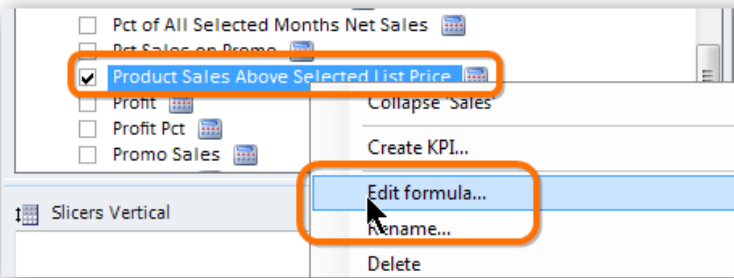 Pct of All Selected Months Net Sales
Pct Sales on Promo
Product Sales Above Selected List Price
Profit
Collapse 'Sales'
Profit Pct
Create KPI...
Promo Sales
Edit formula...
Slicers Vertical
Rename...
Delete